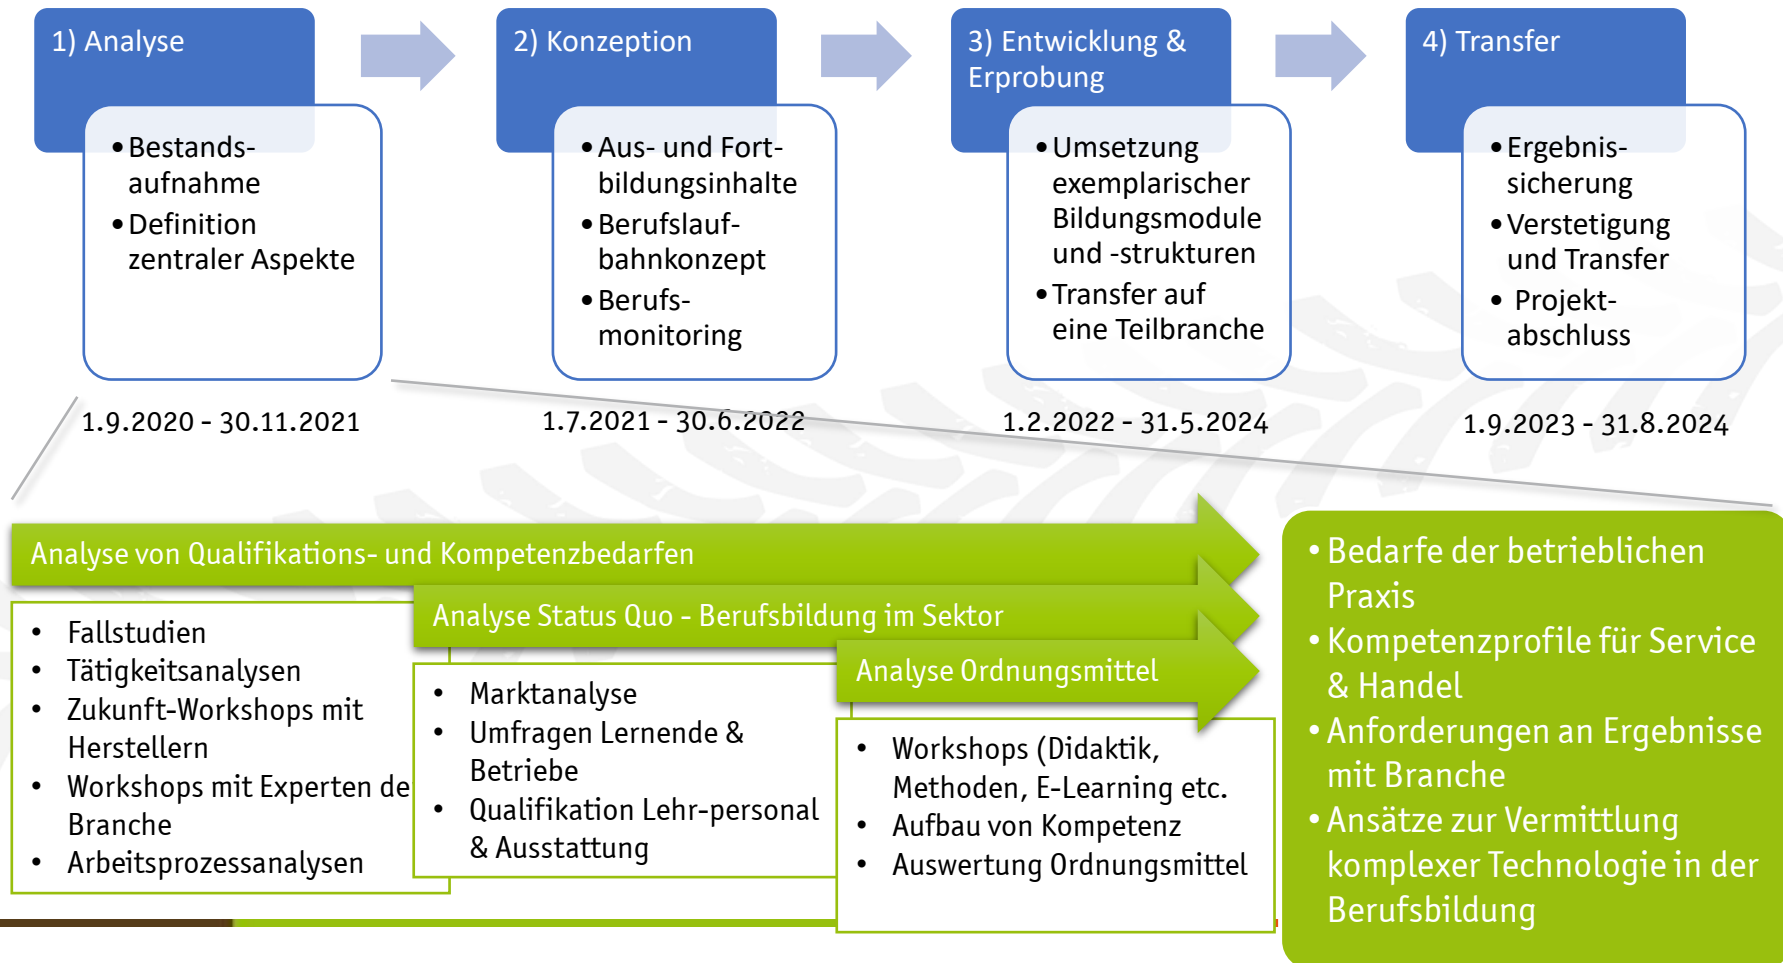 1) Analyse
• Bestands-
aufnahme
• Definition
zentraler Aspekte
1.9.2020 - 30.11.2021
2) Konzeption
• Aus- und Fort-
bildungsinhalte
• Berufslauf-
bahnkonzept
• Berufs-
monitoring
1.7.2021 - 30.6.2022
3) Entwicklung &
Erprobung
• Umsetzung
exemplarischer
Bildungsmodule
und -strukturen
• Transfer auf
eine Teilbranche
1.2.2022 - 31.5.2024
4) Transfer
• Ergebnis-
sicherung
• Verstetigung
und Transfer
• Projekt-
abschluss
1.9.2023 - 31.8.2024
Analyse von Qualifikations- und Kompetenzbedarfen
• Fallstudien
• Tätigkeitsanalysen
• Zukunft-Workshops mit
Herstellern
• Workshops mit Experten de
Branche
• Arbeitsprozessanalysen
Analyse Status Quo - Berufsbildung im Sektor
• Marktanalyse
• Umfragen Lernende &
Betriebe
• Qualifikation Lehr-personal
& Ausstattung
Analyse Ordnungsmittel
• Workshops (Didaktik,
Methoden, E-Learning etc.
• Aufbau von Kompetenz
• Auswertung Ordnungsmittel
• Bedarfe der betrieblichen
Praxis
• Kompetenzprofile für Service
& Handel
• Anforderungen an Ergebnisse
mit Branche
• Ansätze zur Vermittlung
komplexer Technologie in der
Berufsbildung